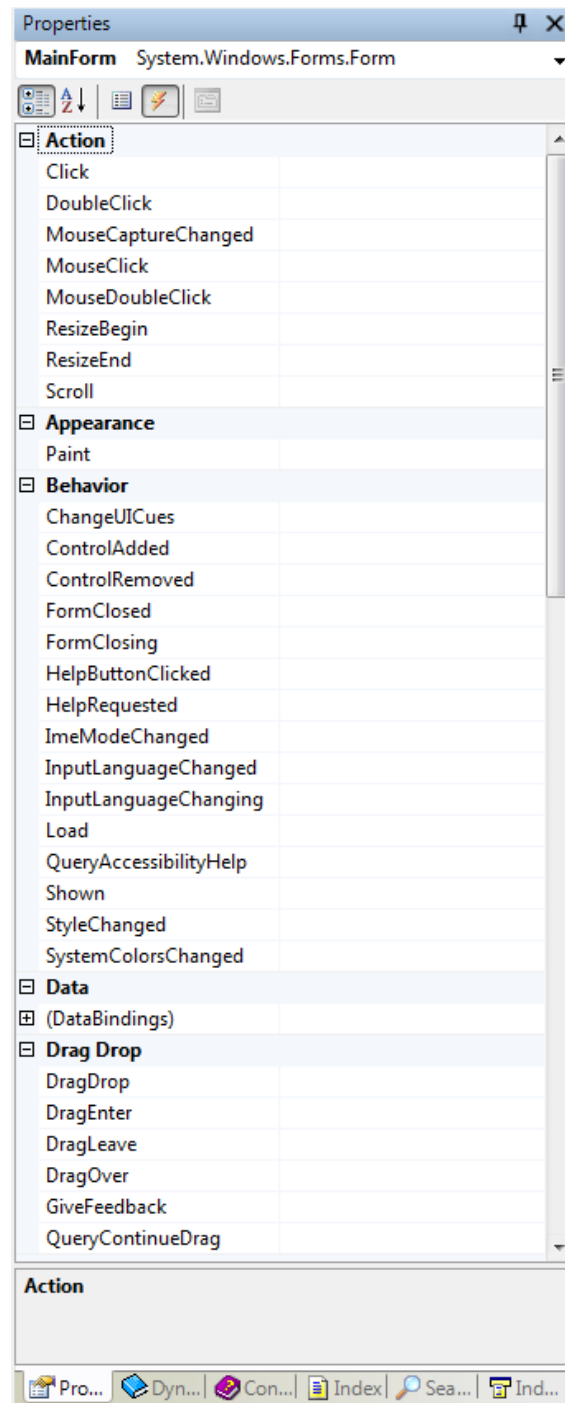 Properties
MainForm System.Windows.Forms.Form
Action
Click
DoubleClick
MouseCaptureChanged
MouseClick
MouseDoubleClick
ResizeBegin
ResizeEnd
Scroll
Appearance
Paint
Behavior
ChangeUICues
ControlAdded
ControlRemoved
FormClosed
FormClosing
HelpButtonClicked
HelpRequested
ImeModeChanged
InputLanguageChanged
InputLanguageChanging
Load
QueryAccessibilityHelp
Shown
StyleChanged
SystemColorsChanged
Data
(DataBindings)
Drag Drop
DragDrop
DragEnter
DragLeave
DragOver
GiveFeedback
QueryContinueDrag
Action
Pro... Dyn... Con... Index Sea... Ind...